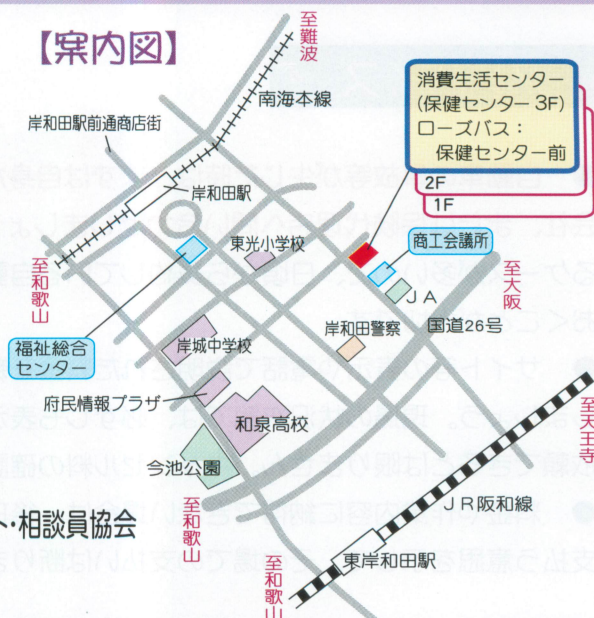 【案内図】
至難波
南海本線
岸和田駅前通商店街
岸和田駅
消費生活センター
(保健センター3F)
ローズバス：
保健センター前
2F
1F
東光小学校
商工会議所
JA
至和歌山
至大阪
福祉総合
センター
岸城中学校
岸和田警察
国道26号
府民情報プラザ
和泉高校
至天王寺
今池公園
至和歌山
JR阪和線
ト・相談員協会
東岸和田駅
至和歌山